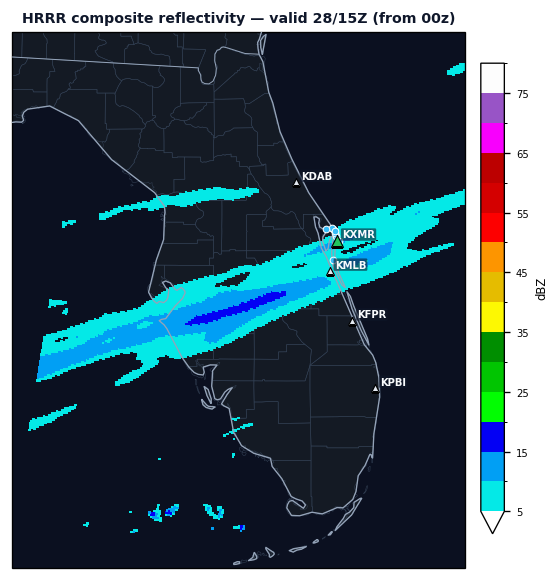 HRRR composite reflectivity — valid 28/15Z (from 00z)
KDAB
KXMR
KMLB
KFPR
KPBI
75
65
55
45
35
25
15
5
dBZ